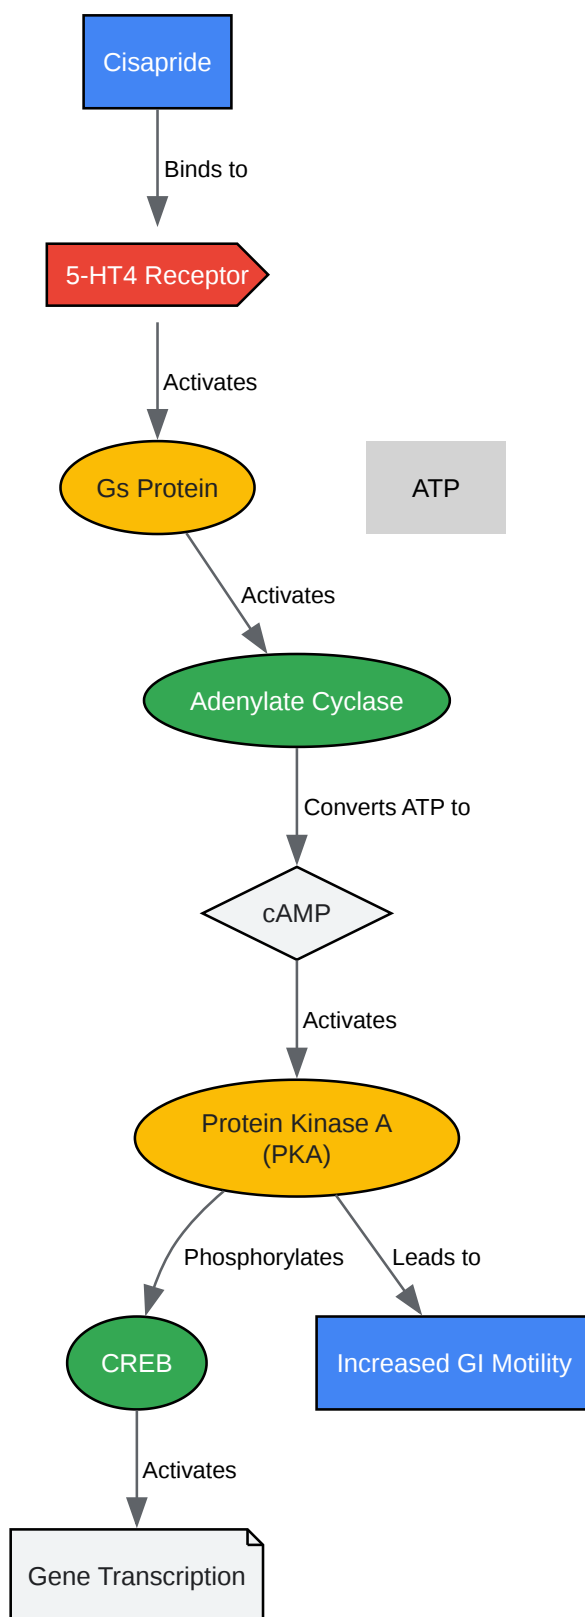 Cisapride
Binds to
5-HT4 Receptor
Activates
Gs Protein
ATP
Activates
Adenylate Cyclase
Converts ATP to
cAMP
Activates
Protein Kinase A
(PKA)
Phosphorylates
Leads to
CREB
Increased GI Motility
Activates
Gene Transcription